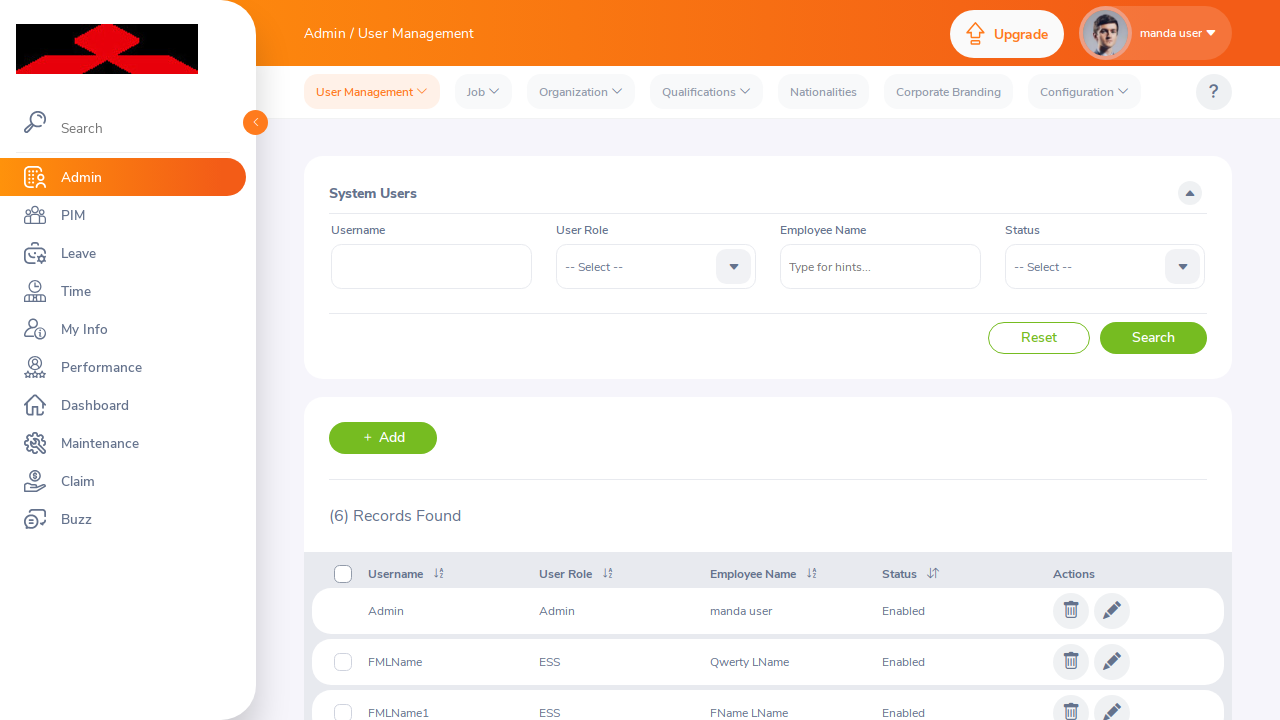 Admin / User Management
Upgrade
manda user
User Management
Job
Organization
Qualifications
Nationalities
Corporate Branding
Configuration
?
Search
Admin
PIM
Leave
Time
My Info
Performance
Dashboard
Maintenance
Claim
Buzz
System Users
Username
User Role
Employee Name
Status
-- Select --
Type for hints...
-- Select --
Reset
Search
+ Add
(6) Records Found
Username User Role Employee Name Status Actions
Admin Admin manda user Enabled
FMLName ESS Qwerty LName Enabled
FMLName1 ESS FName LName Enabled